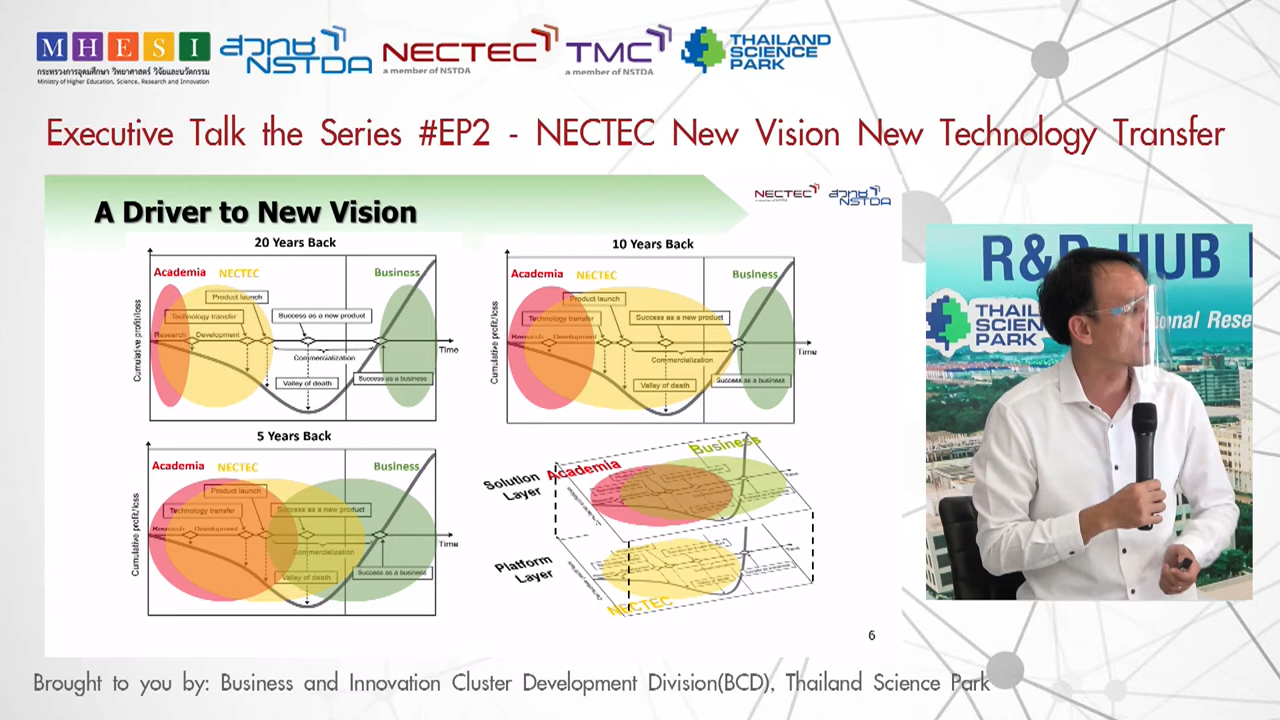 MHESI
กระทรวงการอุดมศึกษา วิทยาศาสตร์ วิจัยและนวัตกรรม
Ministry of Higher Education, Science, Research and Innovation
สวทช
NSTDA
NECTEC
a member of NSTDA
TMC
a member of NSTDA
THAILAND
SCIENCE
PARK
Executive Talk the Series #EP2 - NECTEC New Vision New Technology Transfer
A Driver to New Vision
NECTEC
สวทช
NSTDA
20 Years Back
Academia NECTEC Business
Product launch
Technology transfer
Success as a new product
Research Development
Time
Commercialization
Valley of death
Success as a business
Cumulative profit/loss
10 Years Back
Academia NECTEC Business
Product launch
Technology transfer
Success as a new product
Research Development
Time
Commercialization
Valley of death
Success as a business
Cumulative profit/loss
5 Years Back
Academia NECTEC Business
Product launch
Technology transfer
Success as a new product
Research Development
Time
Commercialization
Valley of death
Success as a business
Cumulative profit/loss
Solution
Layer
Academia
Business
Platform
Layer
NECTEC
6
R&D HUB
THAIL
SCIEN
PARK
ional Rese
Brought to you by: Business and Innovation Cluster Development Division(BCD), Thailand Science Park